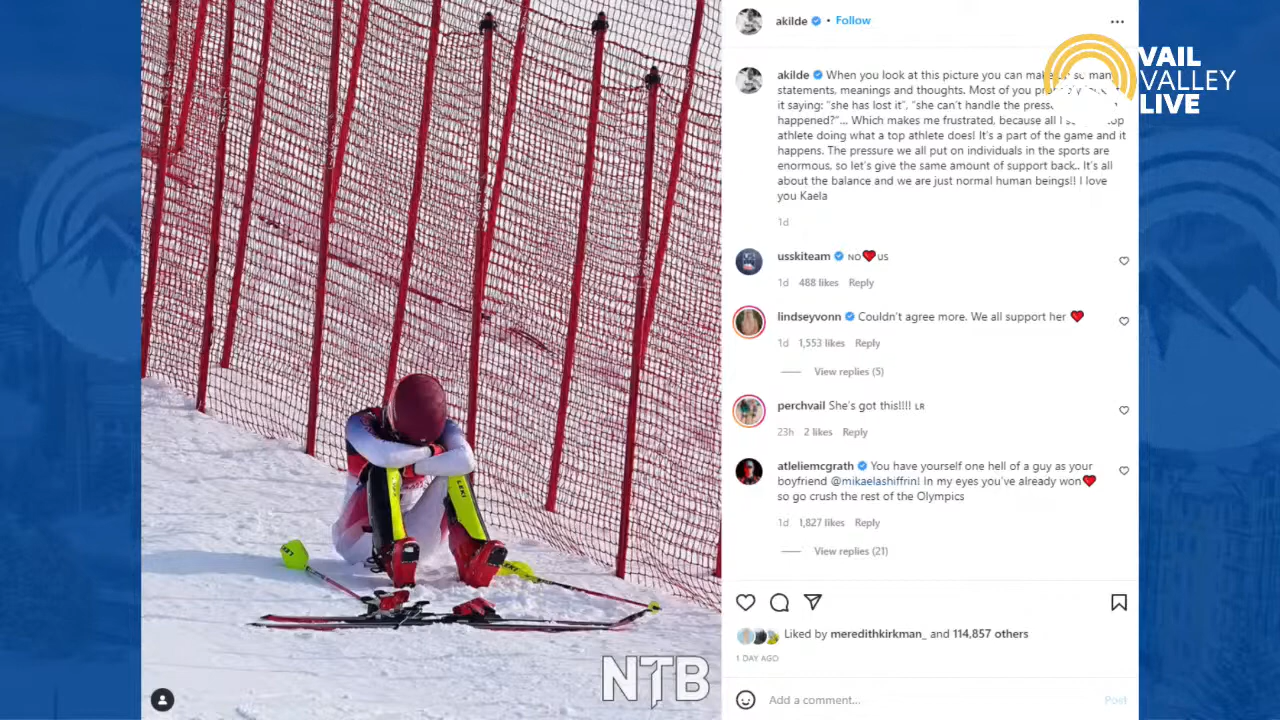 akilde • Follow
VAIL
VALLEY
LIVE
akilde When you look at this picture you can make up so many
statements, meanings and thoughts. Most of you
it saying: “she has lost it”, “she can’t handle the
happened?”... Which makes me frustrated, because all I top
athlete doing what a top athlete does! It’s a part of the game and it
happens. The pressure we all put on individuals in the sports are
enormous, so let’s give the same amount of support back.. It’s all
about the balance and we are just normal human beings!! I love
you Kaela
1d
usskiteam NO❤️US
1d 488 likes Reply
lindseyvonn Couldn’t agree more. We all support her ❤️
1d 1,553 likes Reply
View replies (5)
perchvail She’s got this!!!! LR
23h 2 likes Reply
atleliemcgrath You have yourself one hell of a guy as your
boyfriend @mikaelashiffrin! In my eyes you’ve already won❤️
so go crush the rest of the Olympics
1d 1,827 likes Reply
View replies (21)
Liked by meredithkirkman_ and 114,857 others
1 DAY AGO
Add a comment...
Post
LEKI
LEKI
NTB